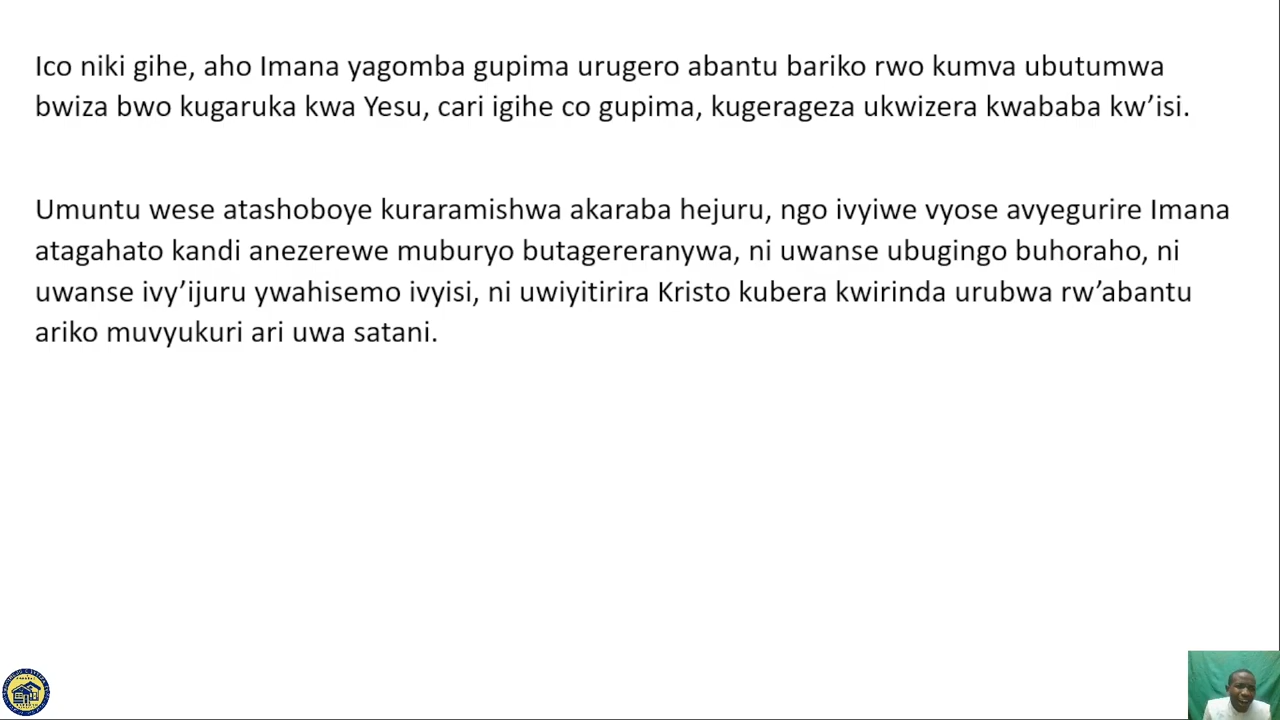 Ico niki gihe, aho Imana yagomba gupima urugero abantu bariko rwo kumva ubutumwa
bwiza bwo kugaruka kwa Yesu, cari igihe co gupima, kugerageza ukwizera kwababa kw’isi.
Umuntu wese atashoboye kuraramishwa akaraba hejuru, ngo ivyiwe vyose avyegurire Imana
atagahato kandi anezerewe muburyo butagereranywa, ni uwanse ubugingo buhoraho, ni
uwanse ivy’ijuru ywahisemo ivyisi, ni uwiyitirira Kristo kubera kwirinda urubwa rw’abantu
ariko muvyukuri ari uwa satani.